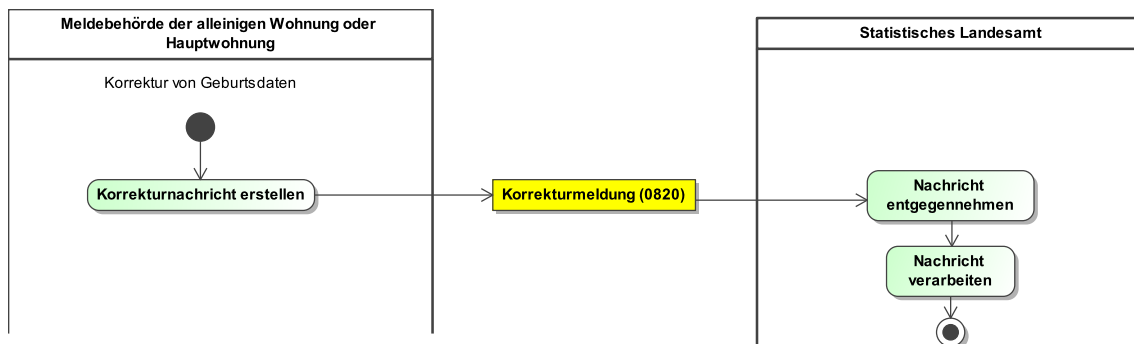 Meldebehörde der alleinigen Wohnung oder
Hauptwohnung
Korrektur von Geburtsdaten
Korrekturnachricht erstellen
Korrekturmeldung (0820)
Statistisches Landesamt
Nachricht
entgegennehmen
Nachricht
verarbeiten